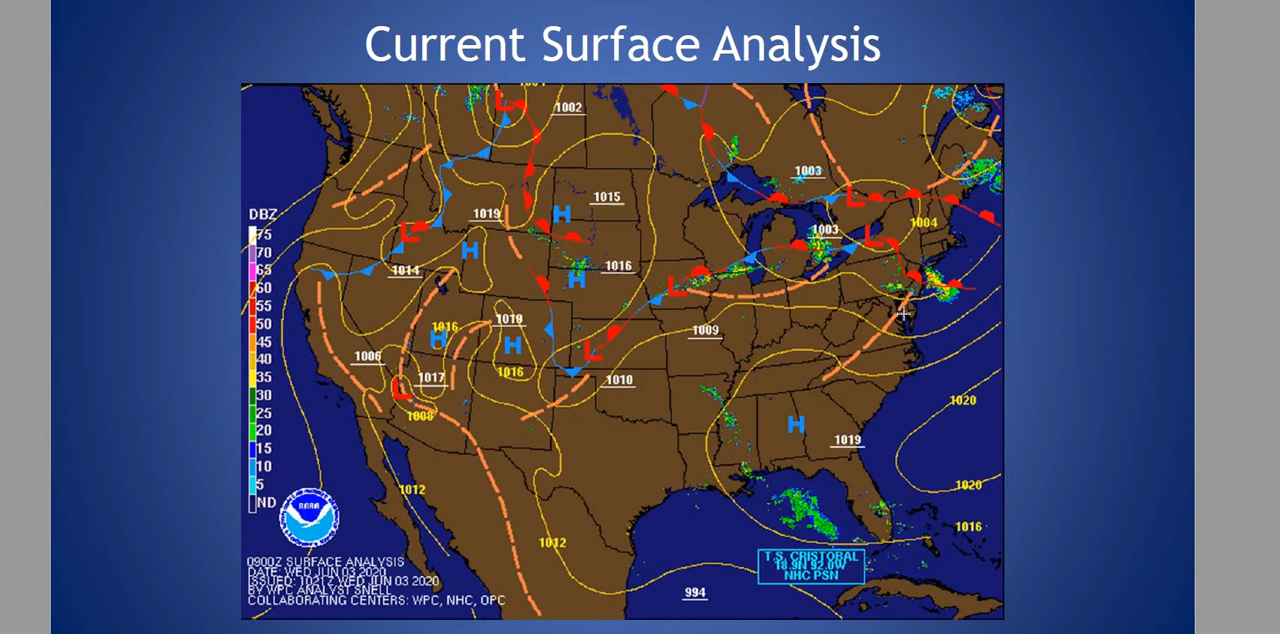 Current Surface Analysis
1002
1003
1015
1019
1004
1003
DBZ
75
70
65
60
55
50
45
40
35
30
25
20
15
10
5
ND
H
H
H
H
H
H
L
L
L
L
L
L
L
1014
1016
1019
1016
1009
1006
1017
1016
1010
1008
1020
1019
1012
1020
1016
1012
994
NOAA
T.S. CRISTOBAL
18.9N 92.0W
NHC PSN
0900Z SURFACE ANALYSIS
DATE: WED JUN 03 2020
ISSUED: 1021Z WED JUN 03 2020
BY WPC ANALYST SNELL
COLLABORATING CENTERS: WPC, NHC, OPC